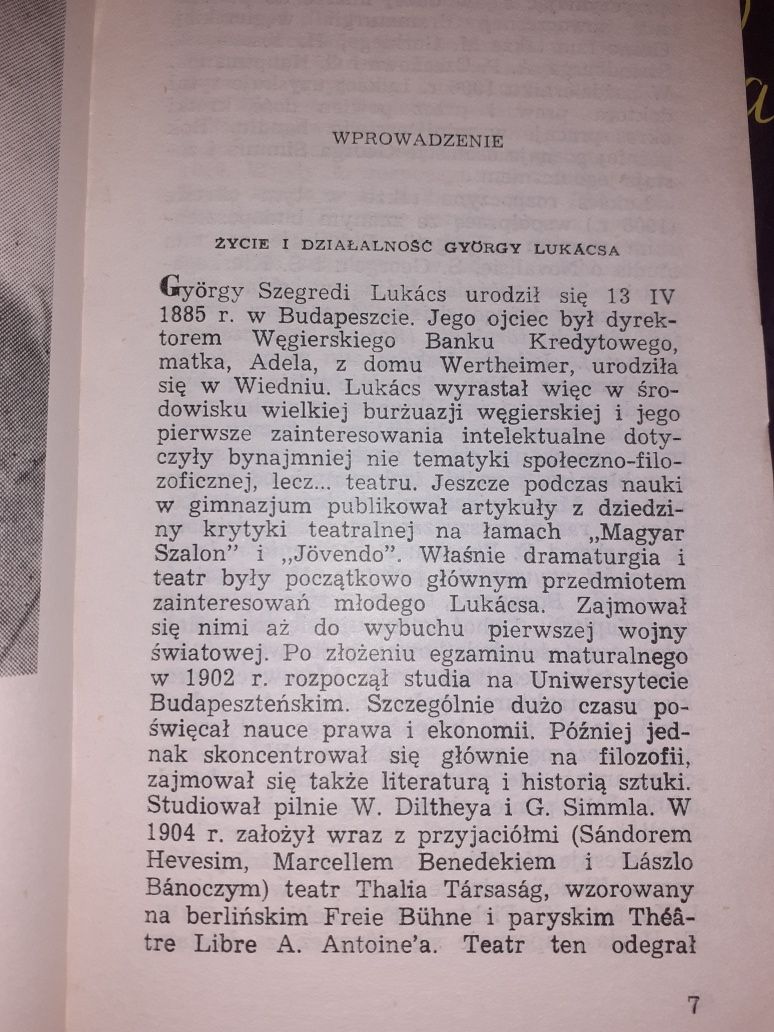 WPROWADZENIE
ŻYCIE I DZIAŁALNOŚĆ GYÖRGY LUKÁCSA
György Szegredi Lukács urodził się 13 IV
1885 r. w Budapeszcie. Jego ojciec był dyrek-
torem Węgierskiego Banku Kredytowego,
matka, Adela, z domu Wertheimer, urodziła
się w Wiedniu. Lukács wyrastał więc w śro-
dowisku wielkiej burżuazji węgierskiej i jego
pierwsze zainteresowania intelektualne doty-
czyły bynajmniej nie tematyki społeczno-filo-
zoficznej, lecz... teatru. Jeszcze podczas nauki
w gimnazjum publikował artykuły z dziedzi-
ny krytyki teatralnej na łamach „Magyar
Szalon” i „Jövendo”. Właśnie dramaturgia i
teatr były początkowo głównym przedmiotem
zainteresowań młodego Lukácsa. Zajmował
się nimi aż do wybuchu pierwszej wojny
światowej. Po złożeniu egzaminu maturalnego
w 1902 r. rozpoczął studia na Uniwersytecie
Budapeszteńskim. Szczególnie dużo czasu po-
święcał nauce prawa i ekonomii. Później jed-
nak skoncentrował się głównie na filozofii,
zajmował się także literaturą i historią sztuki.
Studiował pilnie W. Diltheya i G. Simmla. W
1904 r. założył wraz z przyjaciółmi (Sándorem
Hevesim, Marcellem Benedekiem i Lászlo
Bánoczym) teatr Thalia Társaság, wzorowany
na berlińskim Freie Bühne i paryskim Théâ-
tre Libre A. Antoine'a. Teatr ten odegrał
7